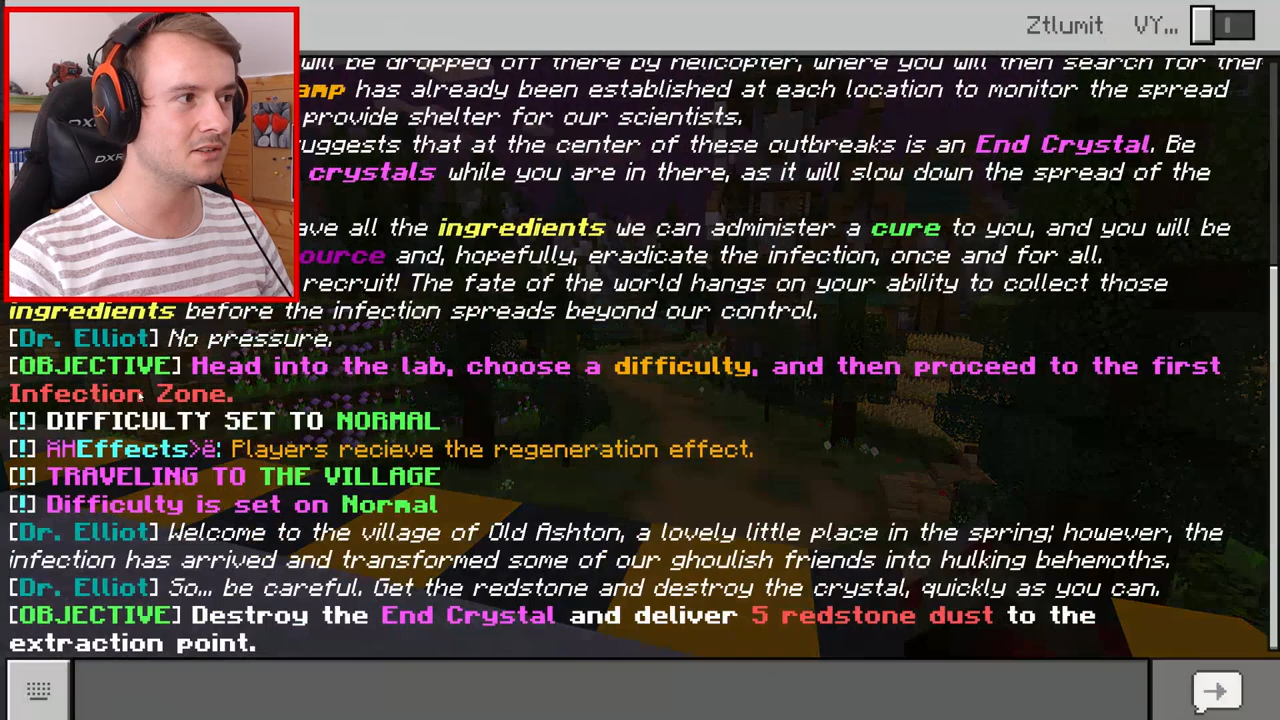 Ztlumit VY...
will be dropped off there by helicopter, where you will then search for
amp has already been established at each location to monitor the spread
provide shelter for our scientists.
uggests that at the center of these outbreaks is an End Crystal. Be
crystals while you are in there, as it will slow down the spread of the
ave all the ingredients we can administer a cure to you, and you will be
ource and, hopefully, eradicate the infection, once and for all.
recruit! The fate of the world hangs on your ability to collect those
ingredients before the infection spreads beyond our control.
[Dr. Elliot] No pressure.
[OBJECTIVE] Head into the lab, choose a difficulty, and then proceed to the first
Infection Zone.
[!] DIFFICULTY SET TO NORMAL
[!] ÄHEffects>ë: Players recieve the regeneration effect.
[!] TRAVELING TO THE VILLAGE
[!] Difficulty is set on Normal
[Dr. Elliot] Welcome to the village of Old Ashton, a lovely little place in the spring; however, the
infection has arrived and transformed some of our ghoulish friends into hulking behemoths.
[Dr. Elliot] So... be careful. Get the redstone and destroy the crystal, quickly as you can.
[OBJECTIVE] Destroy the End Crystal and deliver 5 redstone dust to the
extraction point.